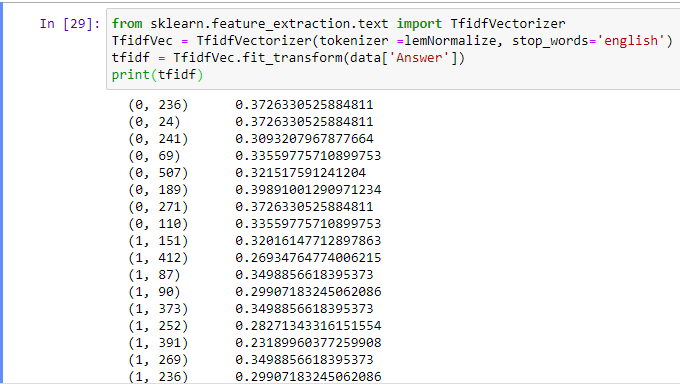 In [29]: from sklearn.feature_extraction.text import TfidfVectorizer
TfidfVec = TfidfVectorizer(tokenizer =lemNormalize, stop_words='english')
tfidf = TfidfVec.fit_transform(data['Answer'])
print(tfidf)
(0, 236) 0.3726330525884811
(0, 24) 0.3726330525884811
(0, 241) 0.3093207967877664
(0, 69) 0.33559775710899753
(0, 507) 0.321517591241204
(0, 189) 0.39891001290971234
(0, 271) 0.3726330525884811
(0, 110) 0.33559775710899753
(1, 151) 0.32016147712897863
(1, 412) 0.26934764774006215
(1, 87) 0.3498856618395373
(1, 90) 0.29907183245062086
(1, 373) 0.3498856618395373
(1, 252) 0.28271343316151554
(1, 391) 0.23189960377259908
(1, 269) 0.3498856618395373
(1, 236) 0.29907183245062086